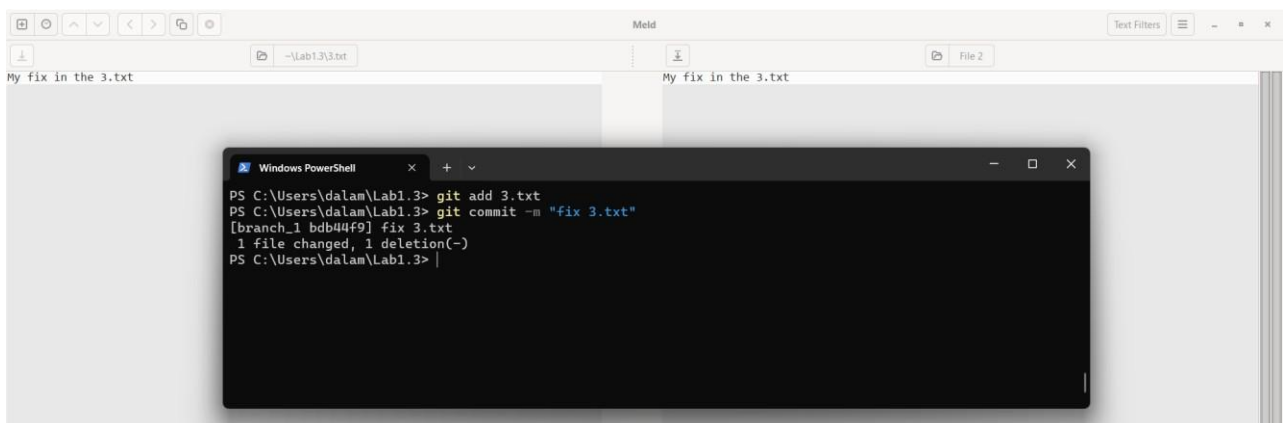 Meld
Text Filters
~\Lab1.3\3.txt
File 2
My fix in the 3.txt
My fix in the 3.txt
Windows PowerShell
PS C:\Users\dalam\Lab1.3> git add 3.txt
PS C:\Users\dalam\Lab1.3> git commit -m "fix 3.txt"
[branch_1 bdb44f9] fix 3.txt
1 file changed, 1 deletion(-)
PS C:\Users\dalam\Lab1.3>